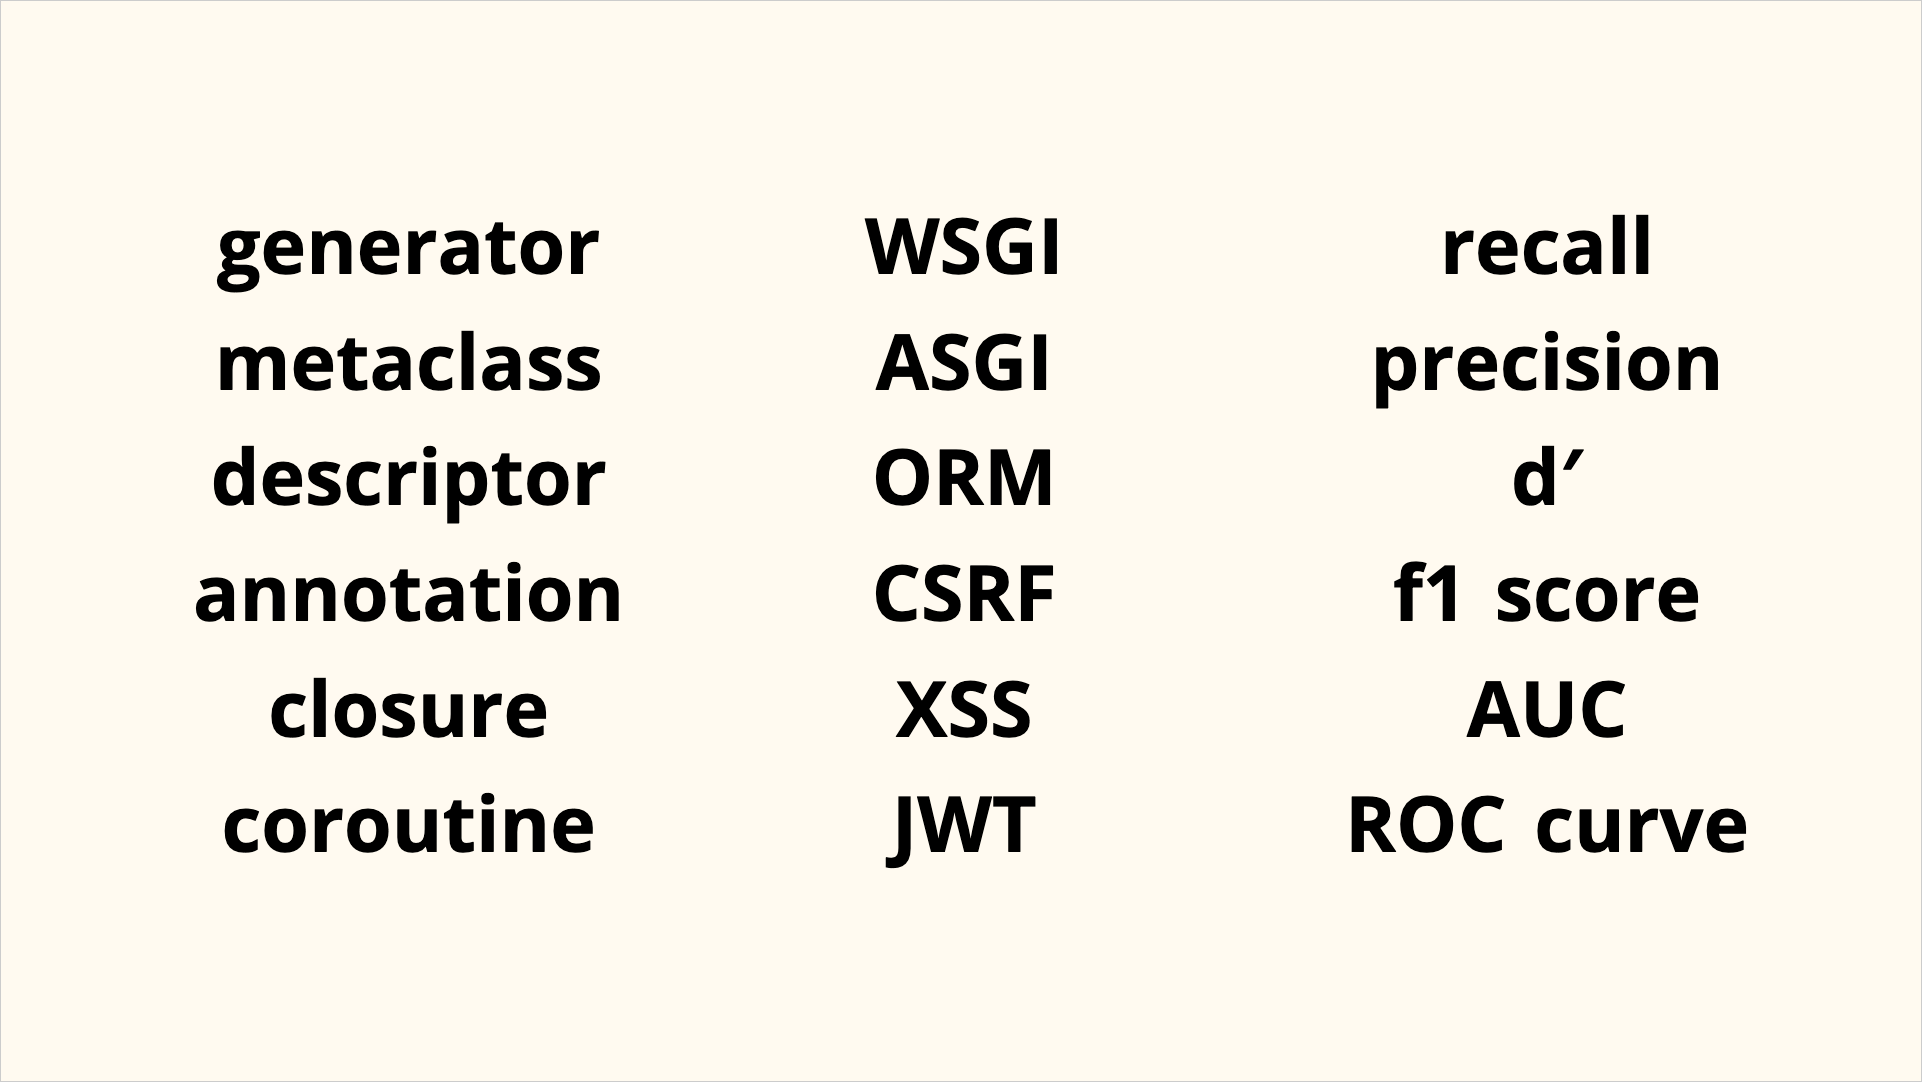 generator
metaclass
descriptor
annotation
closure
coroutine
WSGI
ASGI
ORM
CSRF
XSS
JWT
recall
precision
d′
f1 score
AUC
ROC curve